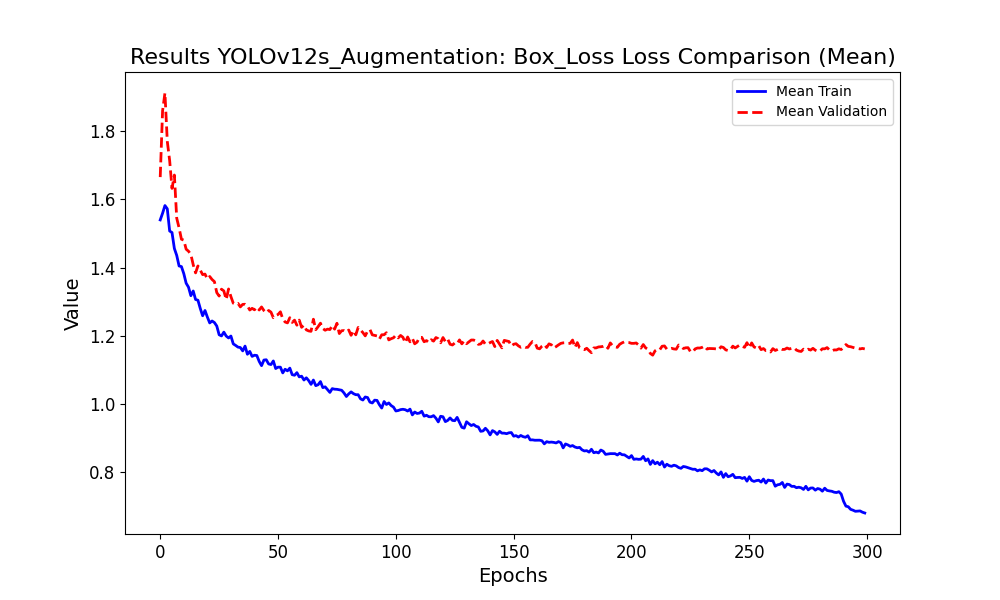 Results YOLOv12s_Augmentation: Box_Loss Loss Comparison (Mean)
Mean Train
Mean Validation
1.8
1.6
1.4
1.2
1.0
0.8
Value
0 50 100 150 200 250 300
Epochs